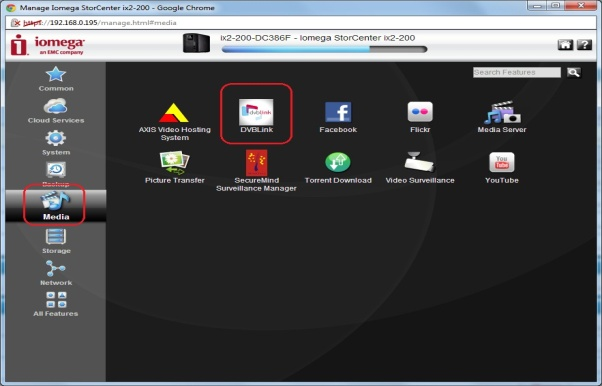 Manage Iomega StorCenter ix2-200 - Google Chrome
https://192.168.0.195/manage.html#media
iomega
an EMC company
ix2-200-DC386F - Iomega StorCenter ix2-200
Search Features
Common
Cloud Services
System
Backup
Media
Storage
Network
All Features
AXIS Video Hosting
System
dvblink
DVBLink
f
Facebook
Flickr
Media Server
Picture Transfer
SecureMind
Surveillance Manager
Torrent Download
Video Surveillance
You
Tube
YouTube